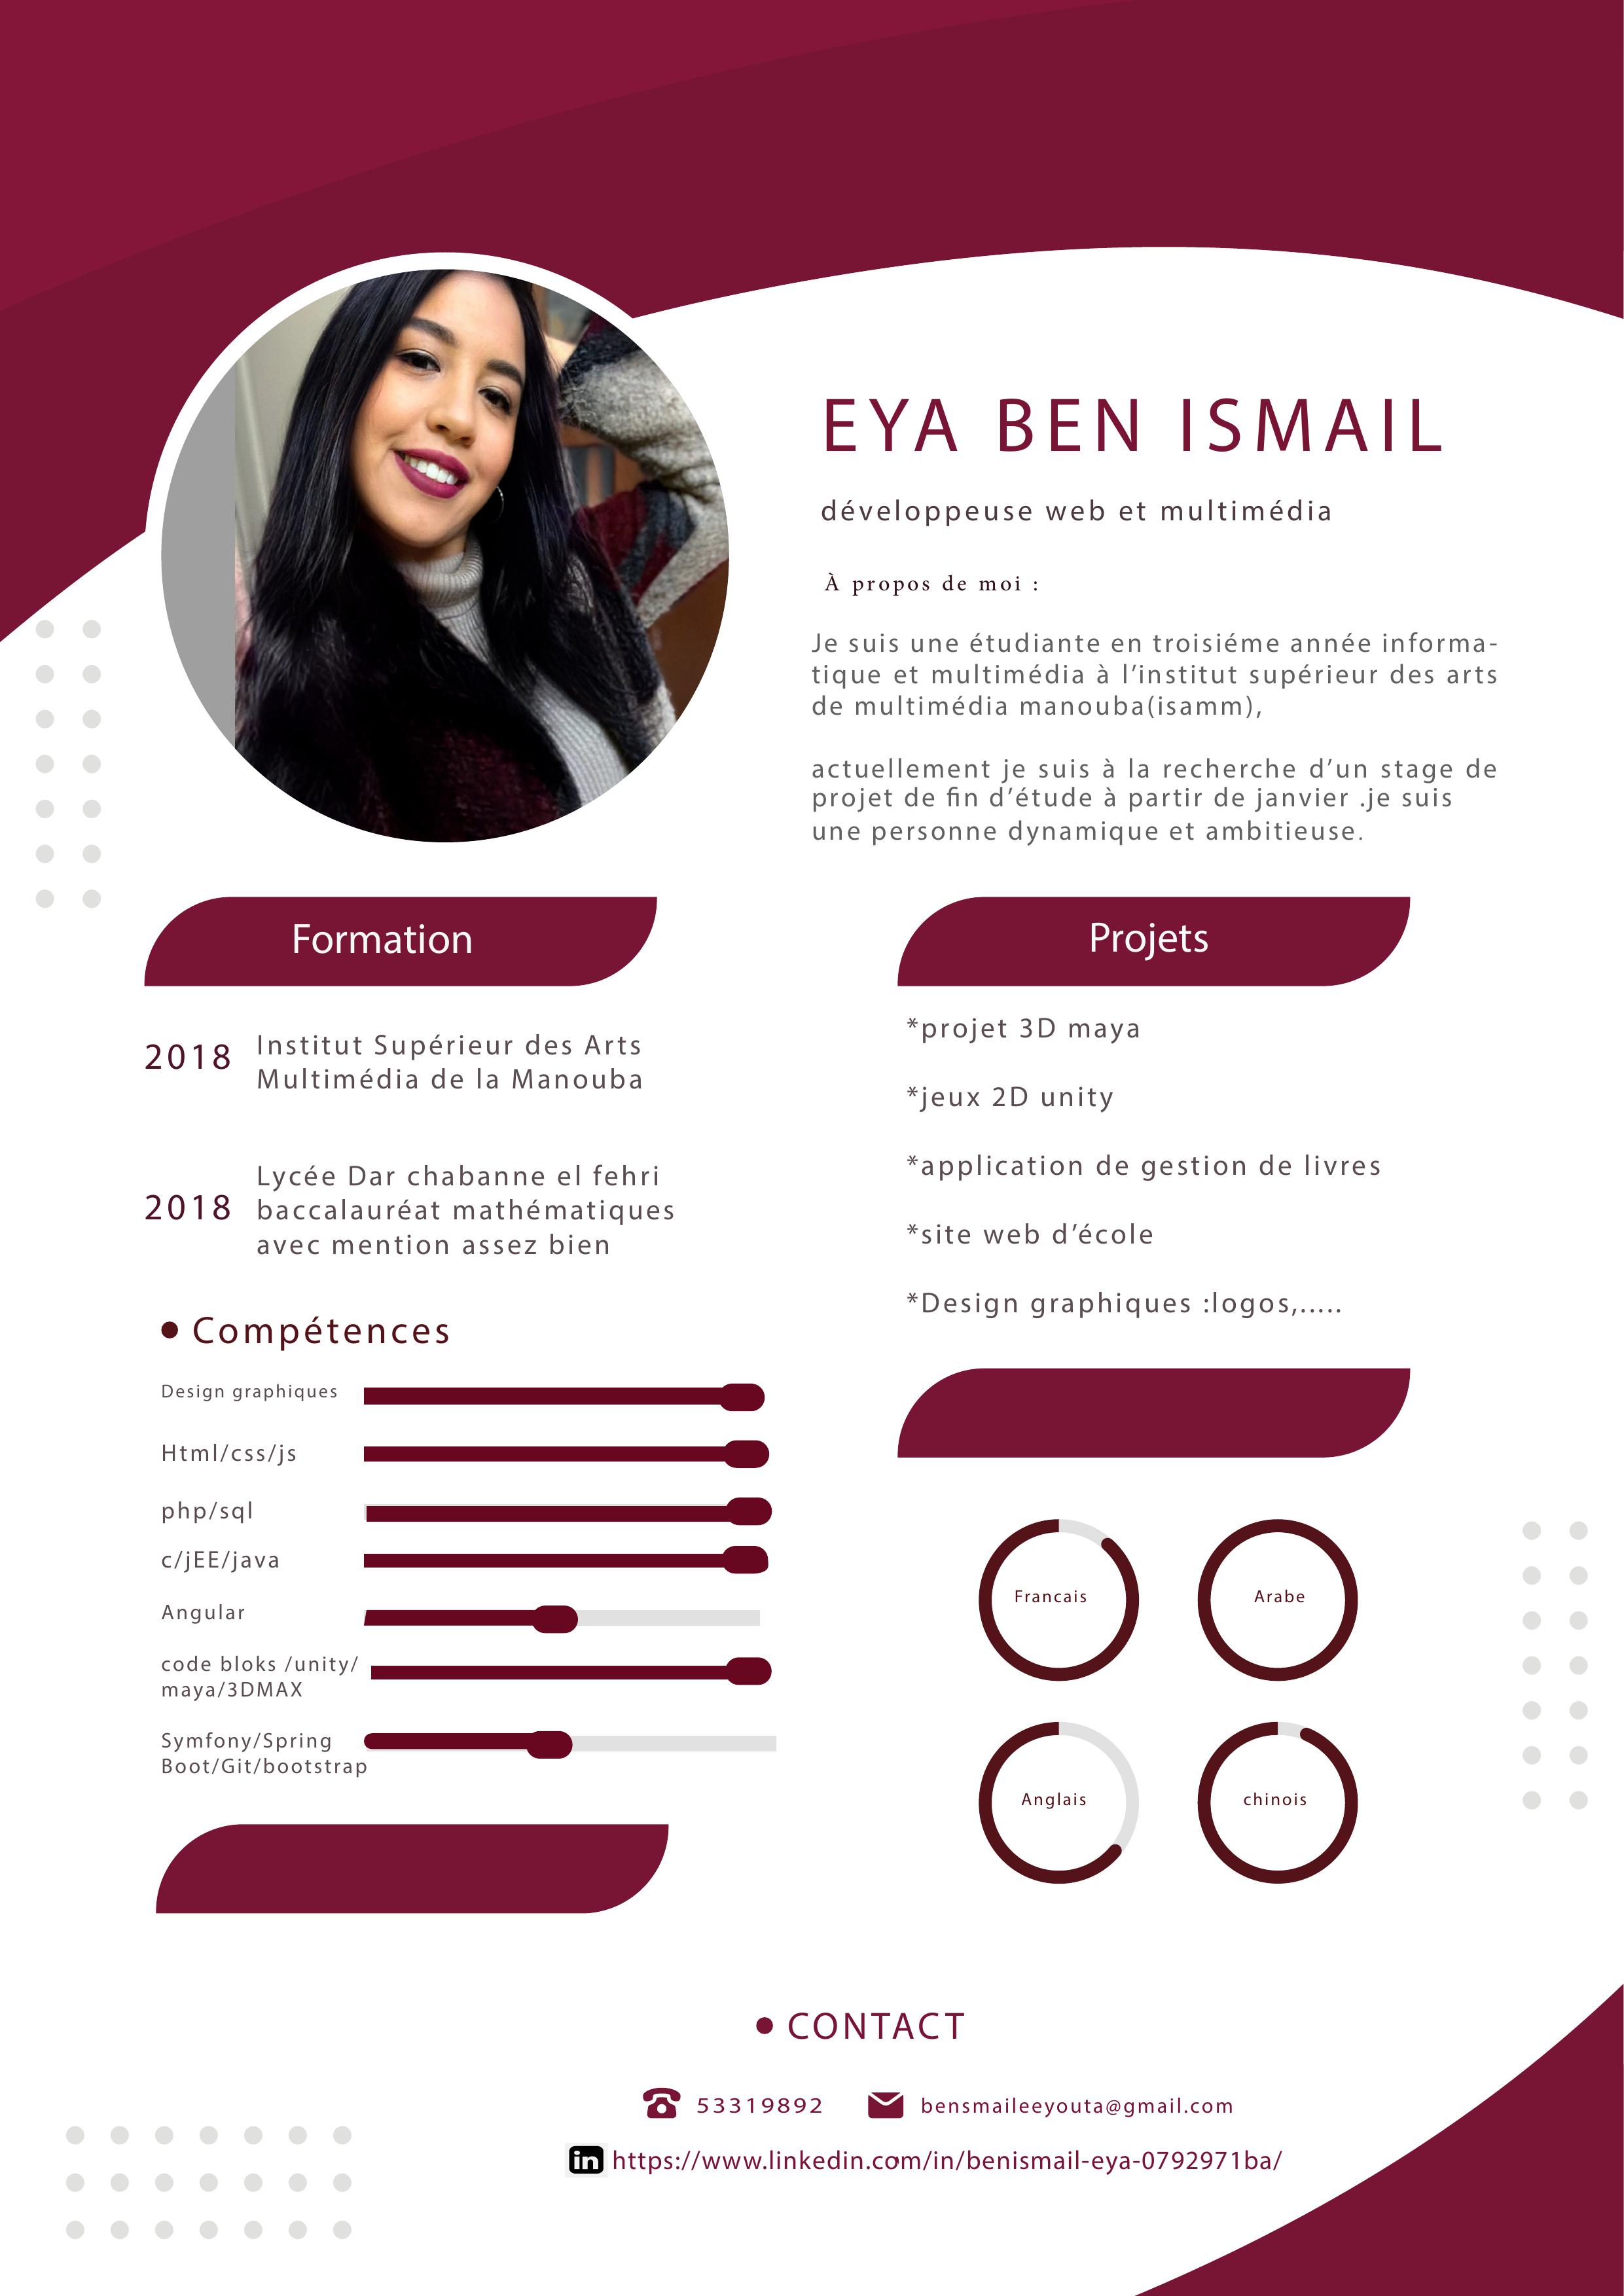 EYA BEN ISMAIL
développeuse web et multimédia
À propos de moi :
Je suis une étudiante en troisiéme année informa-
tique et multimédia à l’institut supérieur des arts
de multimédia manouba(isamm),
actuellement je suis à la recherche d’un stage de
projet de fin d’étude à partir de janvier .je suis
une personne dynamique et ambitieuse.
Formation
2018
Institut Supérieur des Arts
Multimédia de la Manouba
2018
Lycée Dar chabanne el fehri
baccalauréat mathématiques
avec mention assez bien
Compétences
Design graphiques
Html/css/js
php/sql
c/jEE/java
Angular
code bloks /unity/
maya/3DMAX
Symfony/Spring
Boot/Git/bootstrap
Projets
*projet 3D maya
*jeux 2D unity
*application de gestion de livres
*site web d’école
*Design graphiques :logos,.....
Francais
Arabe
Anglais
chinois
CONTACT
53319892
bensmaileeyouta@gmail.com
in https://www.linkedin.com/in/benismail-eya-0792971ba/